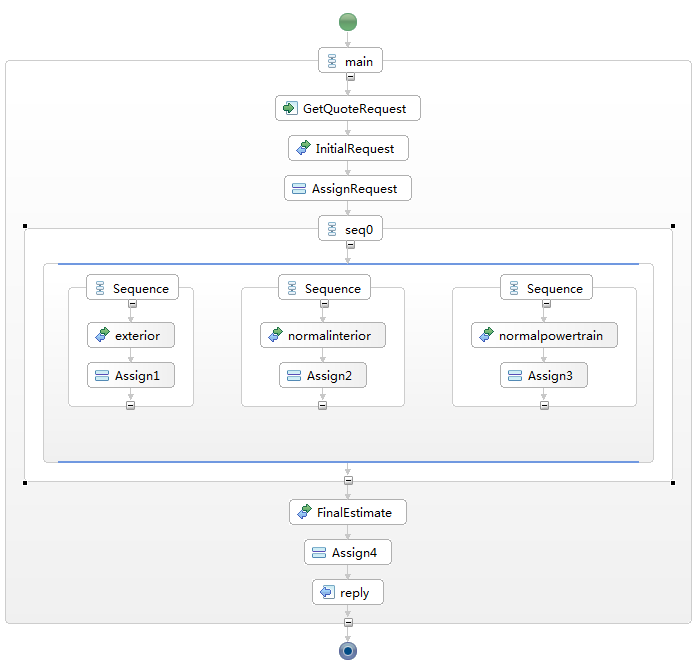 main
GetQuoteRequest
InitialRequest
AssignRequest
seq0
Sequence Sequence Sequence
exterior normalinterior normalpowertrain
Assign1 Assign2 Assign3
FinalEstimate
Assign4
reply